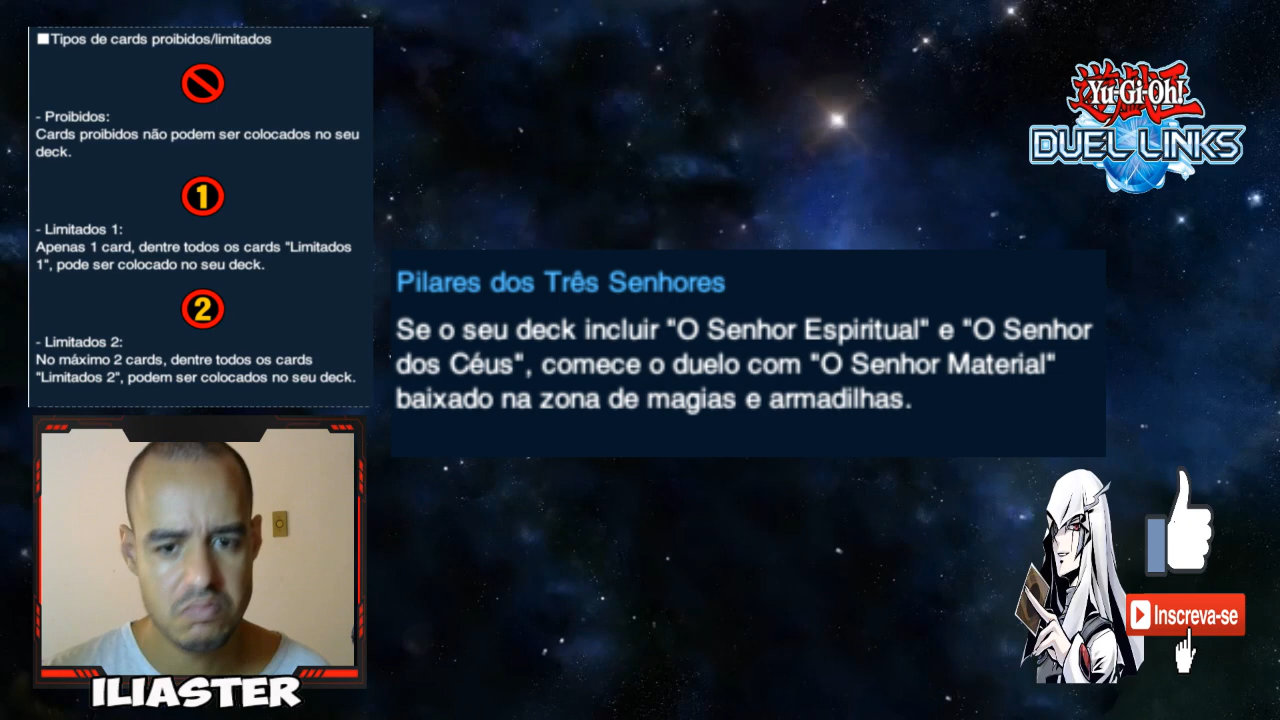 ■Tipos de cards proibidos/limitados
- Proibidos:
Cards proibidos não podem ser colocados no seu
deck.
1
- Limitados 1:
Apenas 1 card, dentre todos os cards "Limitados
1", pode ser colocado no seu deck.
2
- Limitados 2:
No máximo 2 cards, dentre todos os cards
"Limitados 2", podem ser colocados no seu deck.
Yu-Gi-Oh!
DUEL LINKS
Pilares dos Três Senhores
Se o seu deck incluir "O Senhor Espiritual" e "O Senhor
dos Céus", comece o duelo com "O Senhor Material"
baixado na zona de magias e armadilhas.
Inscreva-se
ILIASTER